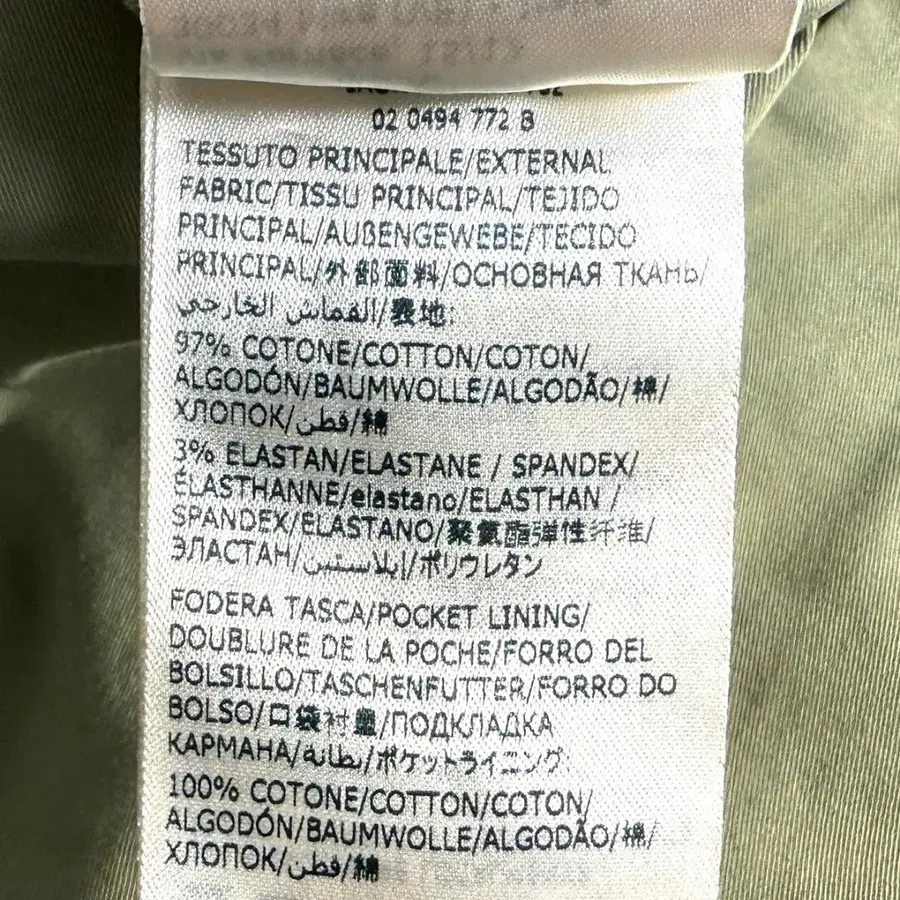 02 0494 772 B
TESSUTO PRINCIPALE/EXTERNAL
FABRIC/TISSU PRINCIPAL/TEJIDO
PRINCIPAL/AUßENGEWEBE/TECIDO
PRINCIPAL/外部面料/ОСНОВНАЯ ТКАНЬ/
القماش الخارجي/表地:
97% COTONE/COTTON/COTON/
ALGODÓN/BAUMWOLLE/ALGODÃO/綿/
ХЛОПОК/قطن/綿
3% ELASTAN/ELASTANE / SPANDEX/
ÉLASTHANNE/elastano/ELASTHAN /
SPANDEX/ELASTANO/聚氨酯弹性纤维/
ЭЛАСТАН/إيلاستين/ポリウレタン
FODERA TASCA/POCKET LINING/
DOUBLURE DE LA POCHE/FORRO DEL
BOLSILLO/TASCHENFUTTER/FORRO DO
BOLSO/口袋衬里/ПОДКЛАДКА
КАРМАНА/بطانة/ポケットライニング:
100% COTONE/COTTON/COTON/
ALGODÓN/BAUMWOLLE/ALGODÃO/綿/
ХЛОПОК/قطن/綿